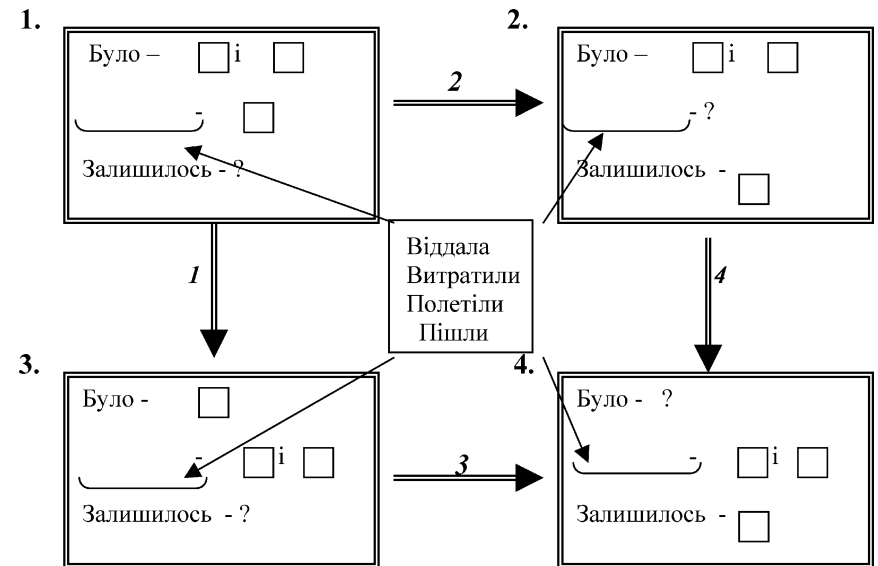 1.
Було – і
-
Залишилось - ?
2
2.
Було – і
- ?
Залишилось -
Віддала
Витратили
Полетіли
Пішли
1
4
3.
Було -
- і
Залишилось - ?
3
4.
Було - ?
- і
Залишилось -